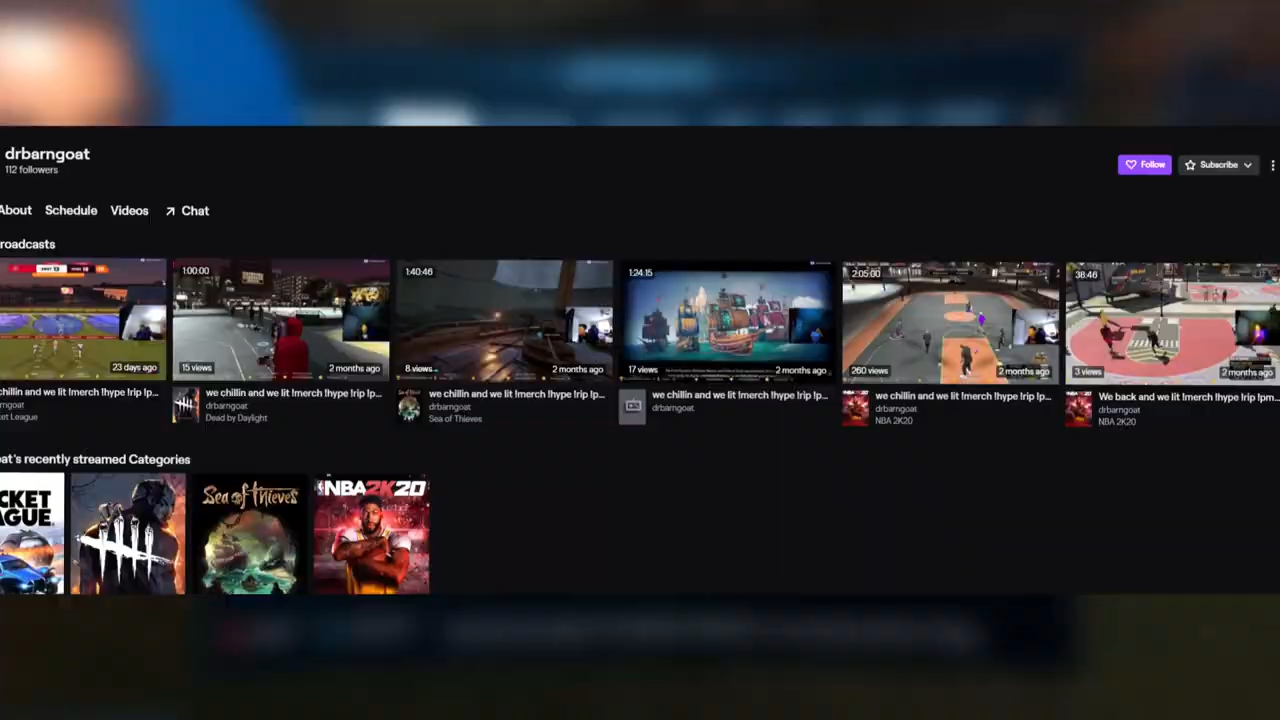 drbarngoat
112 followers
Follow
Subscribe
About
Schedule
Videos
Chat
roadcasts
23 days ago
1:00:00
15 views
2 months ago
1:40:46
8 views
2 months ago
1:24:15
17 views
2 months ago
2:05:00
260 views
2 months ago
38:46
3 views
2 months ago
chillin and we lit !merch !hype !rip !p...
rngoat
ket League
we chillin and we lit !merch !hype !rip !p...
drbarngoat
Dead by Daylight
we chillin and we lit !merch !hype !rip !p...
drbarngoat
Sea of Thieves
we chillin and we lit !merch !hype !rip !p...
drbarngoat
we chillin and we lit !merch !hype !rip !p...
drbarngoat
NBA 2K20
We back and we lit !merch !hype !rip !pm...
drbarngoat
NBA 2K20
oat's recently streamed Categories
CKET
AGUE
Sea of Thieves
NBA 2K20